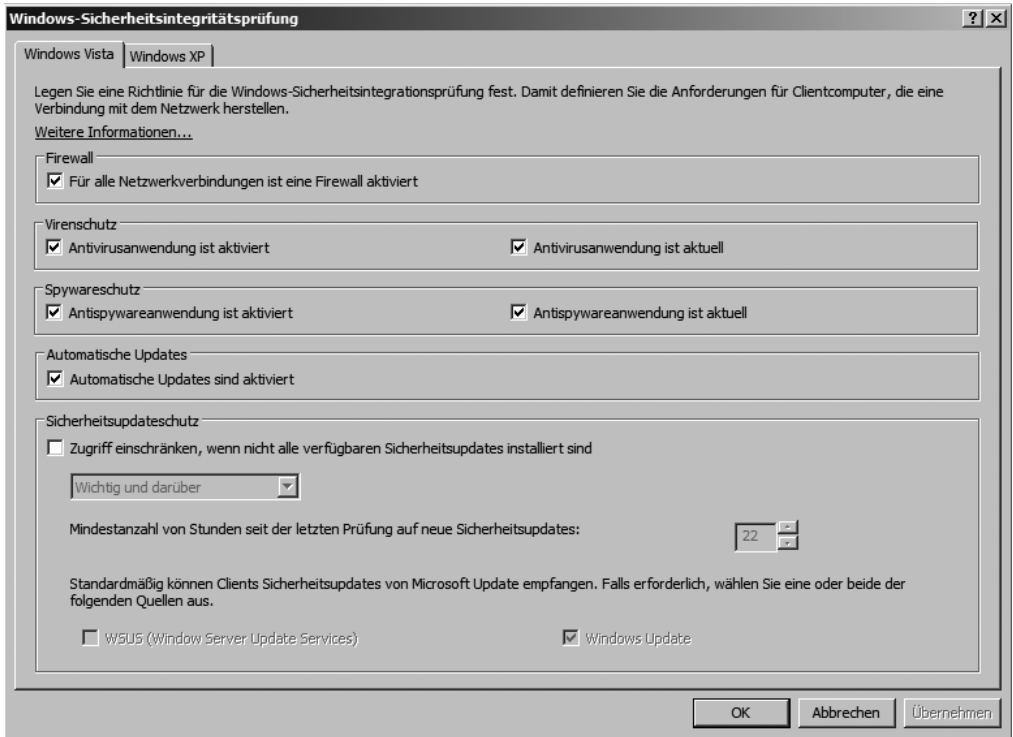 Windows-Sicherheitsintegritätsprüfung
Windows Vista
Windows XP
Legen Sie eine Richtlinie für die Windows-Sicherheitsintegrationsprüfung fest. Damit definieren Sie die Anforderungen für Clientcomputer, die eine
Verbindung mit dem Netzwerk herstellen.
Weitere Informationen...
Firewall
Für alle Netzwerkverbindungen ist eine Firewall aktiviert
Virenschutz
Antivirusanwendung ist aktiviert
Antivirusanwendung ist aktuell
Spywareschutz
Antispywareanwendung ist aktiviert
Antispywareanwendung ist aktuell
Automatische Updates
Automatische Updates sind aktiviert
Sicherheitsupdateschutz
Zugriff einschränken, wenn nicht alle verfügbaren Sicherheitsupdates installiert sind
Wichtig und darüber
Mindestanzahl von Stunden seit der letzten Prüfung auf neue Sicherheitsupdates:
22
Standardmäßig können Clients Sicherheitsupdates von Microsoft Update empfangen. Falls erforderlich, wählen Sie eine oder beide der
folgenden Quellen aus.
WSUS (Window Server Update Services)
Windows Update
OK
Abbrechen
Übernehmen